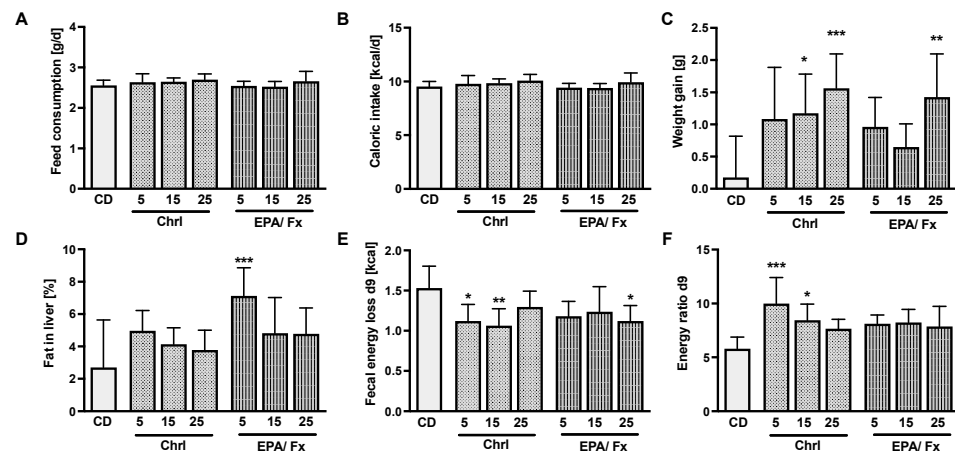 A
Feed consumption [g/d]
4
3
2
1
0
CD
5
15
25
5
15
25
Chrl
EPA/ Fx
B
Caloric intake [kcal/d]
15
10
5
0
CD
5
15
25
5
15
25
Chrl
EPA/ Fx
C
Weight gain [g]
2.5
2.0
1.5
1.0
0.5
0.0
*
***
**
CD
5
15
25
5
15
25
Chrl
EPA/ Fx
D
Fat in liver [%]
10
8
6
4
2
0
***
CD
5
15
25
5
15
25
Chrl
EPA/ Fx
E
Fecal energy loss d9 [kcal]
2.0
1.5
1.0
0.5
0.0
*
**
*
CD
5
15
25
5
15
25
Chrl
EPA/ Fx
F
Energy ratio d9
15
10
5
0
***
*
CD
5
15
25
5
15
25
Chrl
EPA/ Fx